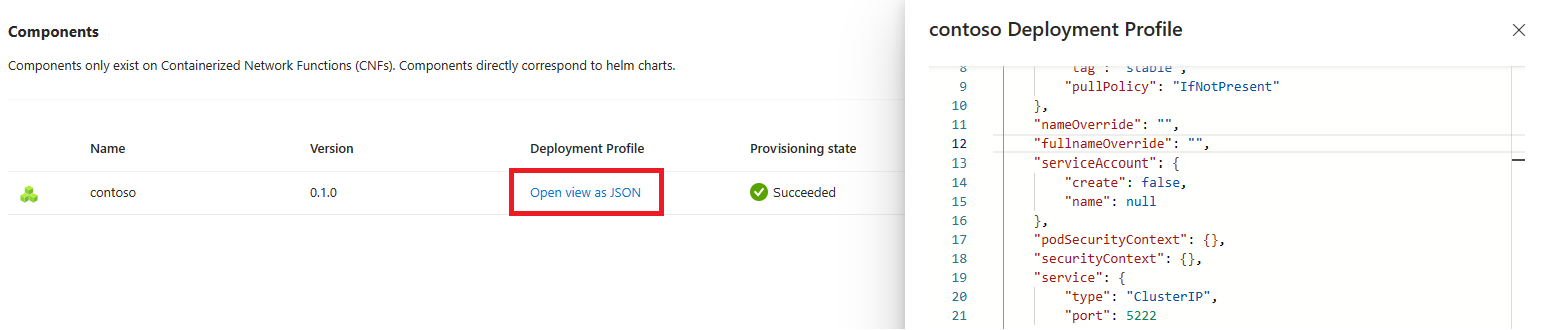 Components
Components only exist on Containerized Network Functions (CNFs). Components directly correspond to helm charts.
Name Version Deployment Profile Provisioning state
contoso 0.1.0 Open view as JSON Succeeded
contoso Deployment Profile
8 "tag": "stable",
9 "pullPolicy": "IfNotPresent"
10 },
11 "nameOverride": "",
12 "fullnameOverride": "",
13 "serviceAccount": {
14 "create": false,
15 "name": null
16 },
17 "podSecurityContext": {},
18 "securityContext": {},
19 "service": {
20 "type": "ClusterIP",
21 "port": 5222